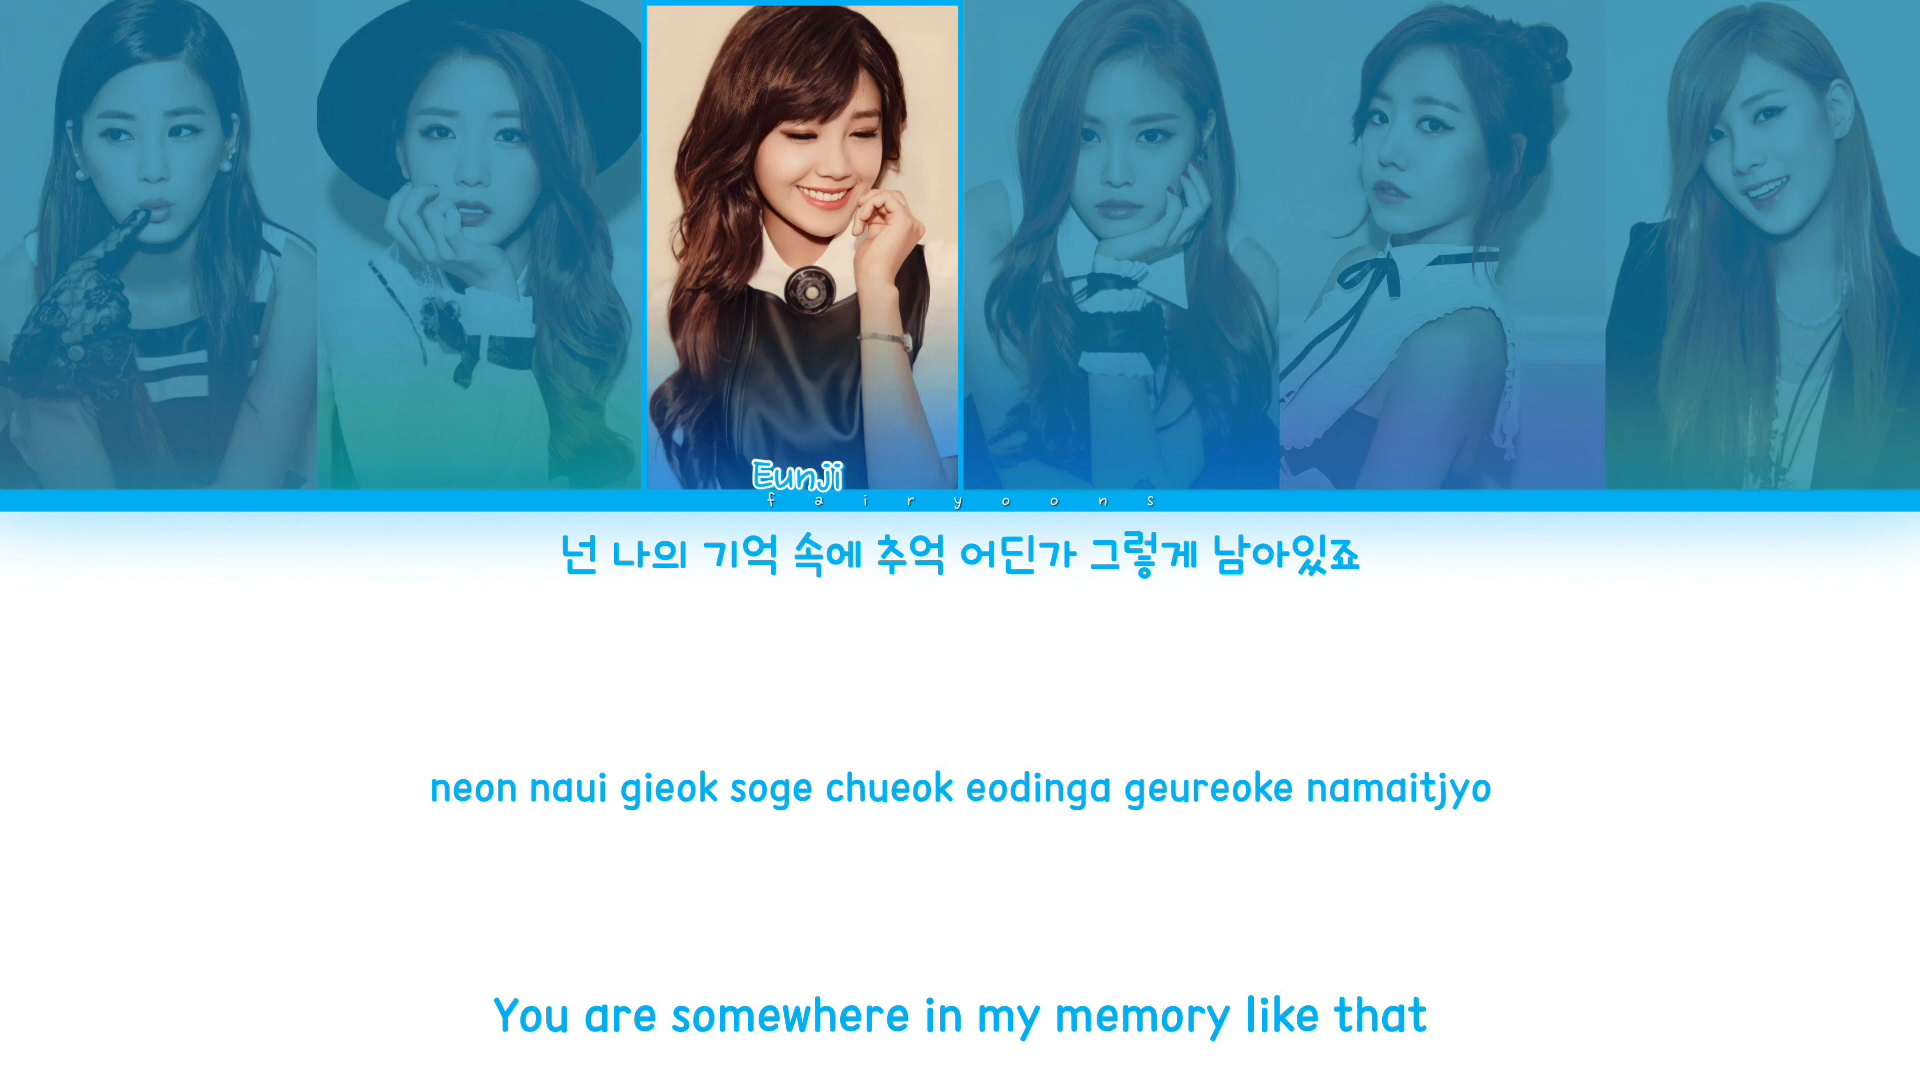 Eunji
fairyoons
넌 나의 기억 속에 추억 어딘가 그렇게 남아있죠
neon naui gieok soge chueok eodinga geureoke namaitjyo
You are somewhere in my memory like that